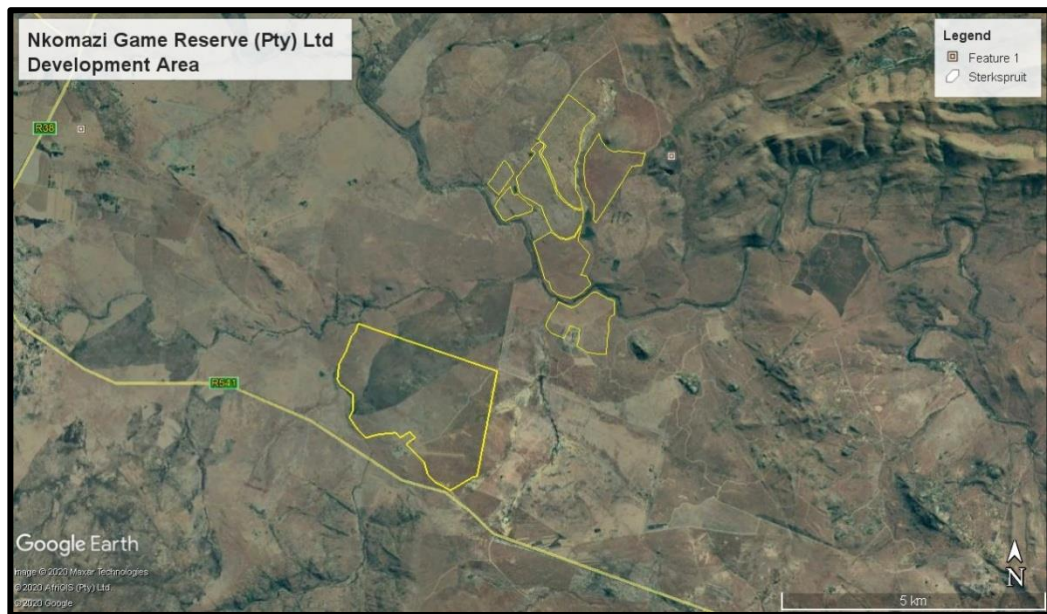 Nkomazi Game Reserve (Pty) Ltd
Development Area
Legend
Feature 1
Sterkspruit
R38
R541
Google Earth
Image © 2020 Maxar Technologies
© 2020 AfriGIS (Pty) Ltd.
© 2020 Google
N
5 km